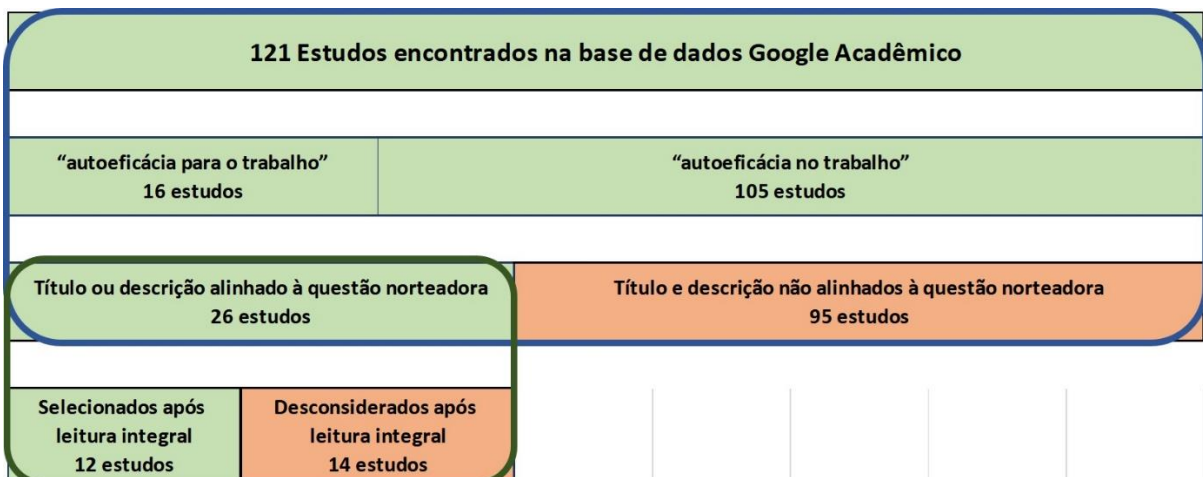 121 Estudos encontrados na base de dados Google Acadêmico
“autoeficácia para o trabalho”
16 estudos
“autoeficácia no trabalho”
105 estudos
Título ou descrição alinhado à questão norteadora
26 estudos
Título e descrição não alinhados à questão norteadora
95 estudos
Selecionados após
leitura integral
12 estudos
Desconsiderados após
leitura integral
14 estudos